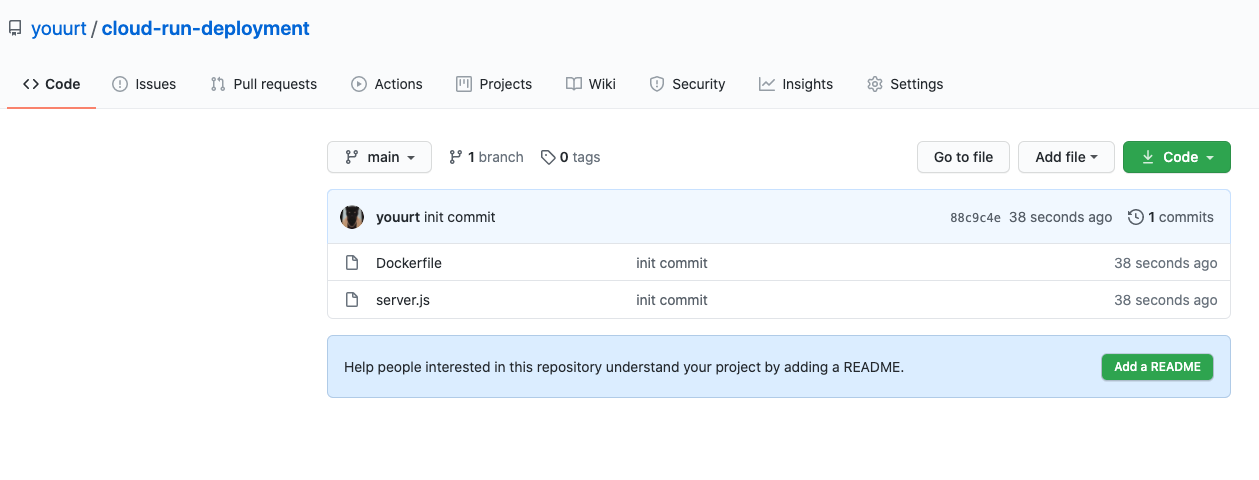 youurt / cloud-run-deployment
Code Issues Pull requests Actions Projects Wiki Security Insights Settings
main 1 branch 0 tags Go to file Add file Code
youurt init commit 88c9c4e 38 seconds ago 1 commits
Dockerfile init commit 38 seconds ago
server.js init commit 38 seconds ago
Help people interested in this repository understand your project by adding a README. Add a README